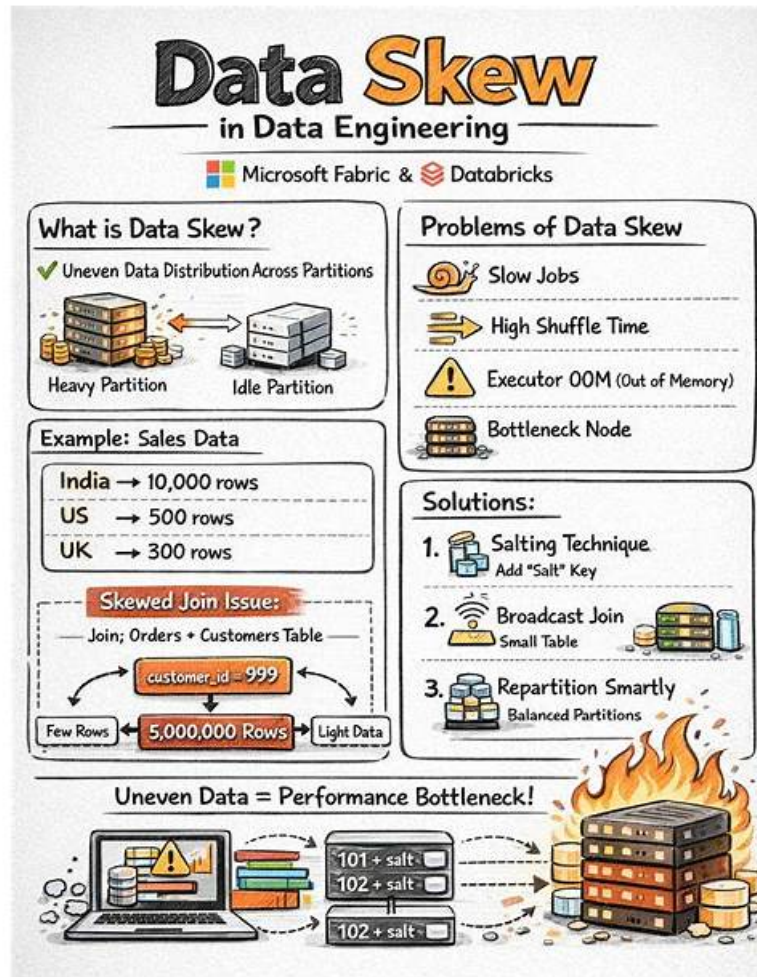 Data Skew
in Data Engineering
Microsoft Fabric & Databricks
What is Data Skew?
Uneven Data Distribution Across Partitions
Heavy Partition
Idle Partition
Example: Sales Data
India → 10,000 rows
US → 500 rows
UK → 300 rows
Skewed Join Issue:
Join; Orders + Customers Table
customer_id = 999
Few Rows
5,000,000 Rows
Light Data
Problems of Data Skew
Slow Jobs
High Shuffle Time
Executor OOM (Out of Memory)
Bottleneck Node
Solutions:
1. Salting Technique
Add "Salt" Key
2. Broadcast Join
Small Table
3. Repartition Smartly
Balanced Partitions
Uneven Data = Performance Bottleneck!
101 + salt
102 + salt
102 + salt